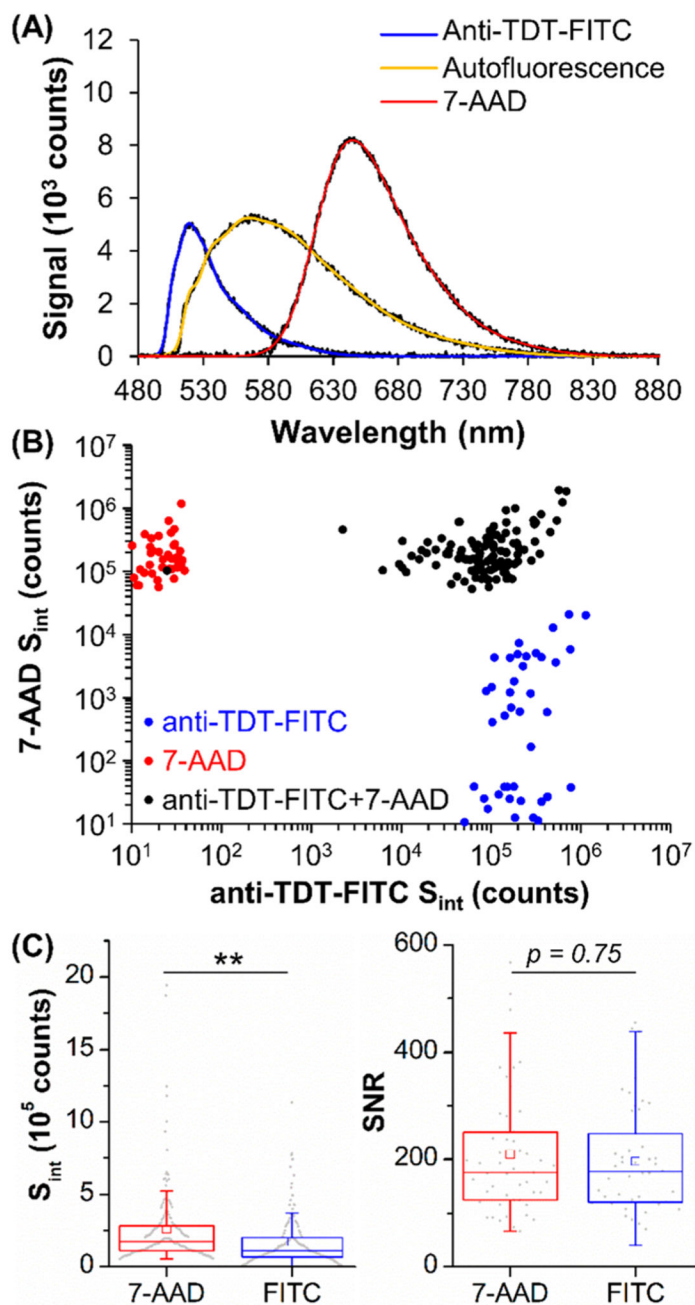 (A)
Anti-TDT-FITC
Autofluorescence
7-AAD
Signal (10³ counts)
12
10
8
6
4
2
0
480 530 580 630 680 730 780 830 880
Wavelength (nm)
(B)
7-AAD S_int (counts)
10⁷
10⁶
10⁵
10⁴
10³
10²
10¹
anti-TDT-FITC
7-AAD
anti-TDT-FITC+7-AAD
10¹ 10² 10³ 10⁴ 10⁵ 10⁶ 10⁷
anti-TDT-FITC S_int (counts)
(C)
S_int (10⁵ counts)
20
15
10
5
0
**
7-AAD FITC
SNR
600
400
200
0
p = 0.75
7-AAD FITC